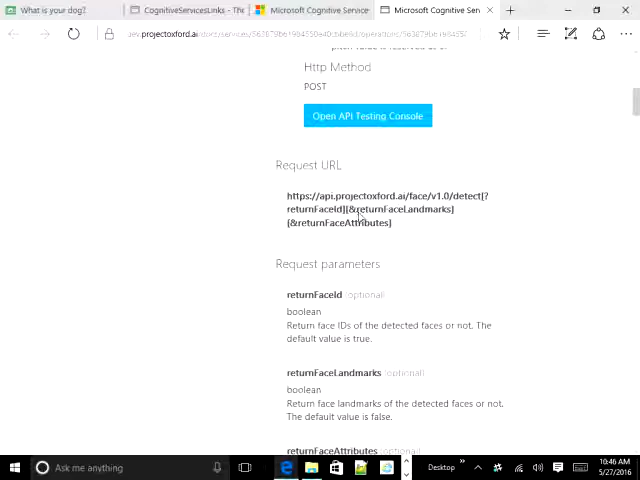 What is your dog?
CognitiveServicesLinks - The
Microsoft Cognitive Service
Microsoft Cognitive Serv
Http Method
POST
Open API Testing Console
Request URL
https://api.projectoxford.ai/face/v1.0/detect[?
returnFaceId][&returnFaceLandmarks]
[&returnFaceAttributes]
Request parameters
returnFaceId (optional)
boolean
Return face IDs of the detected faces or not. The
default value is true.
returnFaceLandmarks (optional)
boolean
Return face landmarks of the detected faces or not.
The default value is false.
returnFaceAttributes (optional)
Ask me anything
Desktop
10:46 AM
5/27/2016